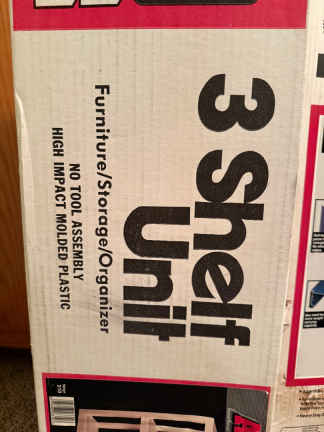 3 Shelf
Unit
Furniture/Storage/Organizer
NO TOOL ASSEMBLY
HIGH IMPACT MOLDED PLASTIC